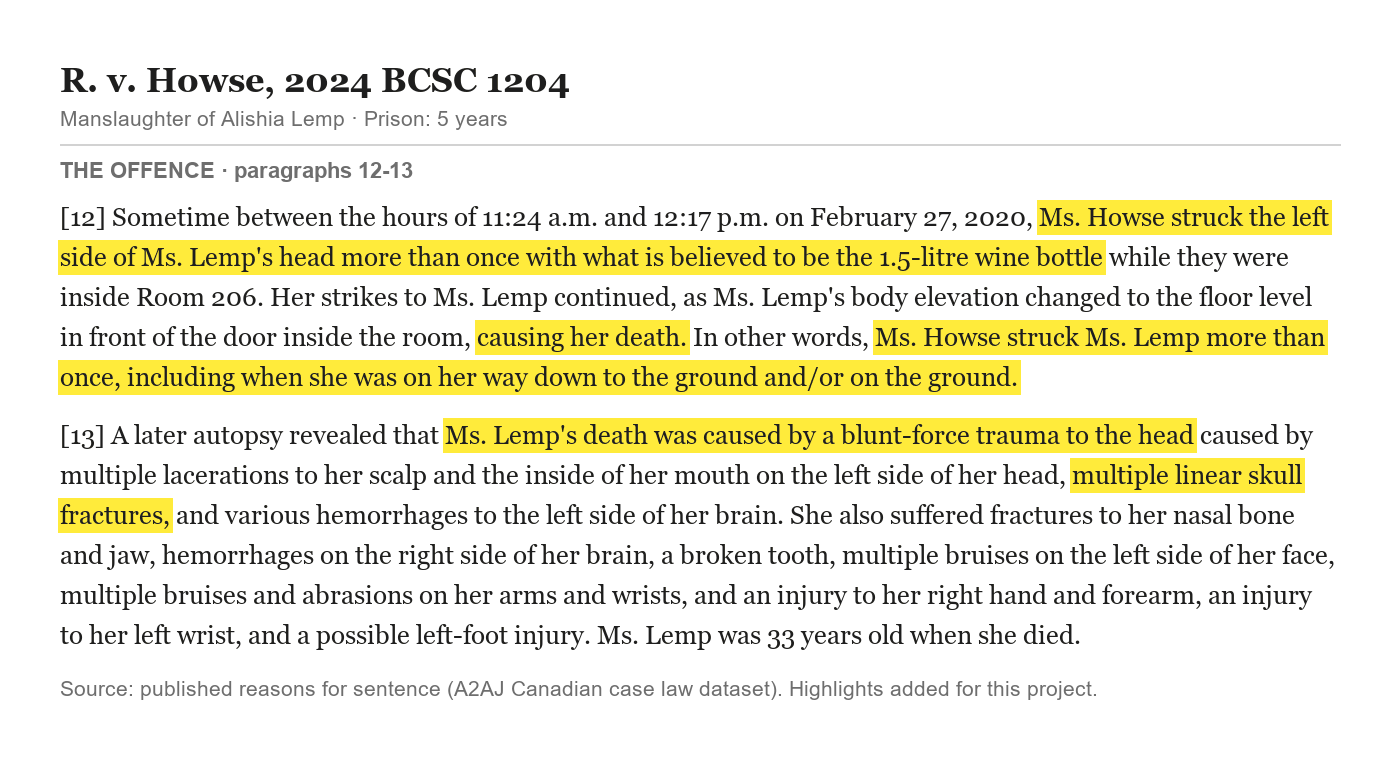 R. v. Howse, 2024 BCSC 1204
Manslaughter of Alishia Lemp · Prison: 5 years
THE OFFENCE · paragraphs 12-13
[12] Sometime between the hours of 11:24 a.m. and 12:17 p.m. on February 27, 2020, Ms. Howse struck the left
side of Ms. Lemp's head more than once with what is believed to be the 1.5-litre wine bottle while they were
inside Room 206. Her strikes to Ms. Lemp continued, as Ms. Lemp's body elevation changed to the floor level
in front of the door inside the room, causing her death. In other words, Ms. Howse struck Ms. Lemp more than
once, including when she was on her way down to the ground and/or on the ground.
[13] A later autopsy revealed that Ms. Lemp's death was caused by a blunt-force trauma to the head caused by
multiple lacerations to her scalp and the inside of her mouth on the left side of her head, multiple linear skull
fractures, and various hemorrhages to the left side of her brain. She also suffered fractures to her nasal bone
and jaw, hemorrhages on the right side of her brain, a broken tooth, multiple bruises on the left side of her face,
multiple bruises and abrasions on her arms and wrists, and an injury to her right hand and forearm, an injury
to her left wrist, and a possible left-foot injury. Ms. Lemp was 33 years old when she died.
Source: published reasons for sentence (A2AJ Canadian case law dataset). Highlights added for this project.